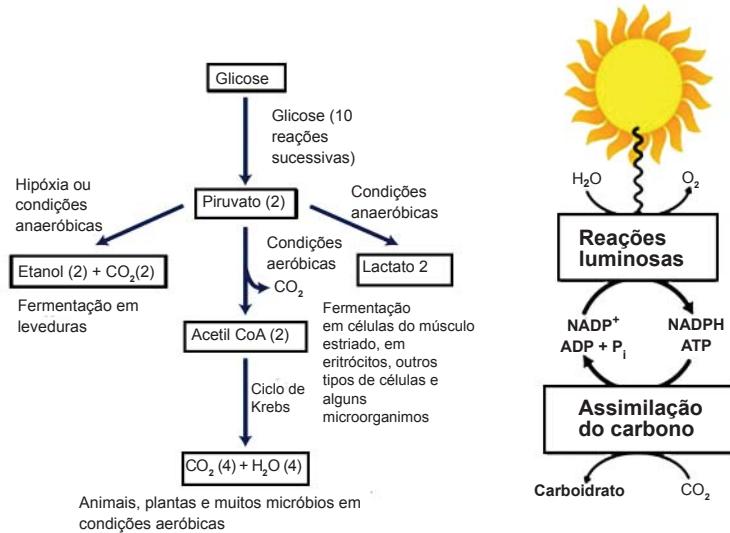 Glicose
Glicose (10
reações
sucessivas)
Hipóxia ou
condições
anaeróbicas
Piruvato (2)
Condições
anaeróbicas
Etanol (2) + CO₂(2)
Condições
aeróbicas
CO₂
Lactato 2
Fermentação em
leveduras
Fermentação
em células do músculo
estriado, em
eritrócitos, outros
tipos de células e
alguns
microorganimos
Acetil CoA (2)
Ciclo de
Krebs
CO₂ (4) + H₂O (4)
Animais, plantas e muitos micróbios em
condições aeróbicas
H₂O
O₂
Reações
luminosas
NADP⁺
ADP + Pᵢ
NADPH
ATP
Assimilação
do carbono
Carboidrato
CO₂